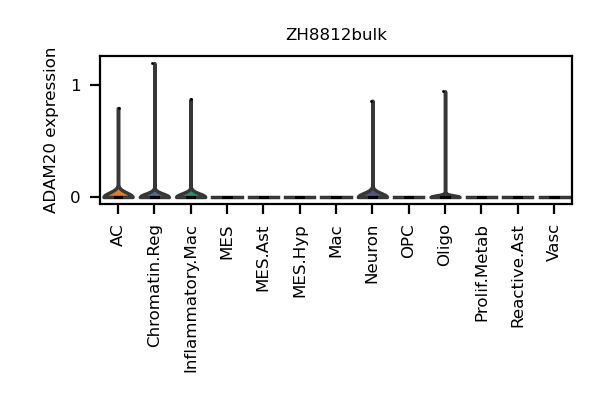 ZH8812bulk
ADAM20 expression
1
0
AC
Chromatin.Reg
Inflammatory.Mac
MES
MES.Ast
MES.Hyp
Mac
Neuron
OPC
Oligo
Prolif.Metab
Reactive.Ast
Vasc